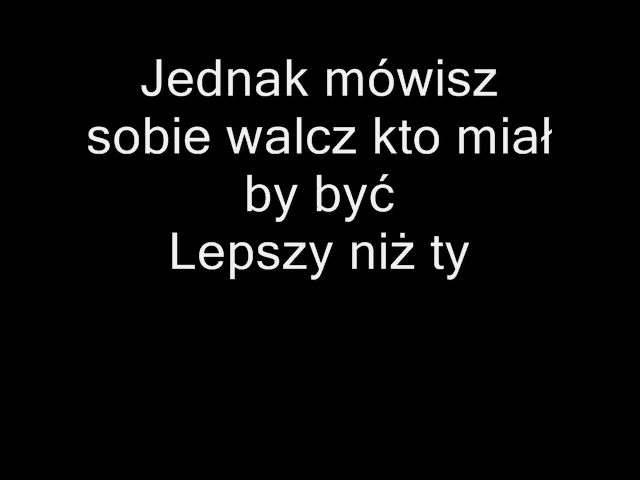 Jednak mówisz
sobie walcz kto miał
by być
Lepszy niż ty